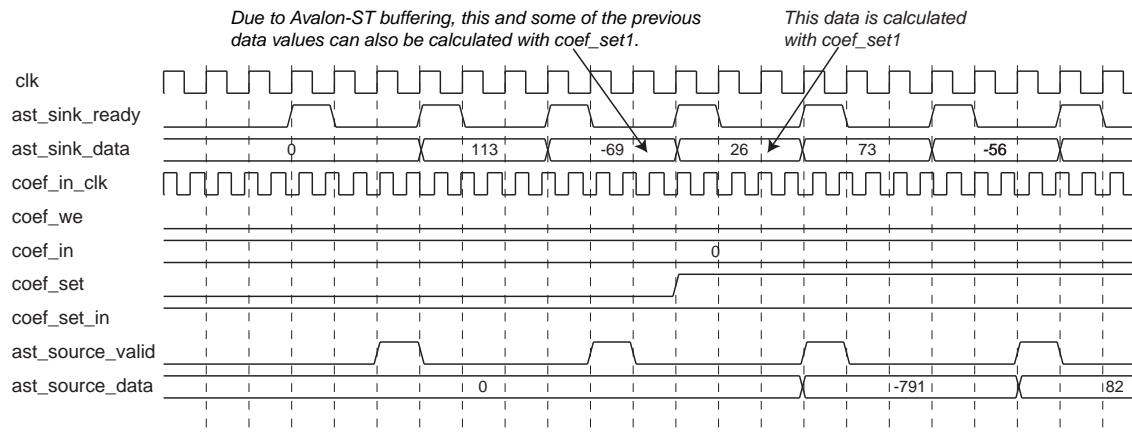 Due to Avalon-ST buffering, this and some of the previous
data values can also be calculated with coef_set1.
This data is calculated
with coef_set1
clk
ast_sink_ready
ast_sink_data
0
113
-69
26
73
-56
coef_in_clk
coef_we
coef_in
0
coef_set
coef_set_in
ast_source_valid
ast_source_data
0
-791
82